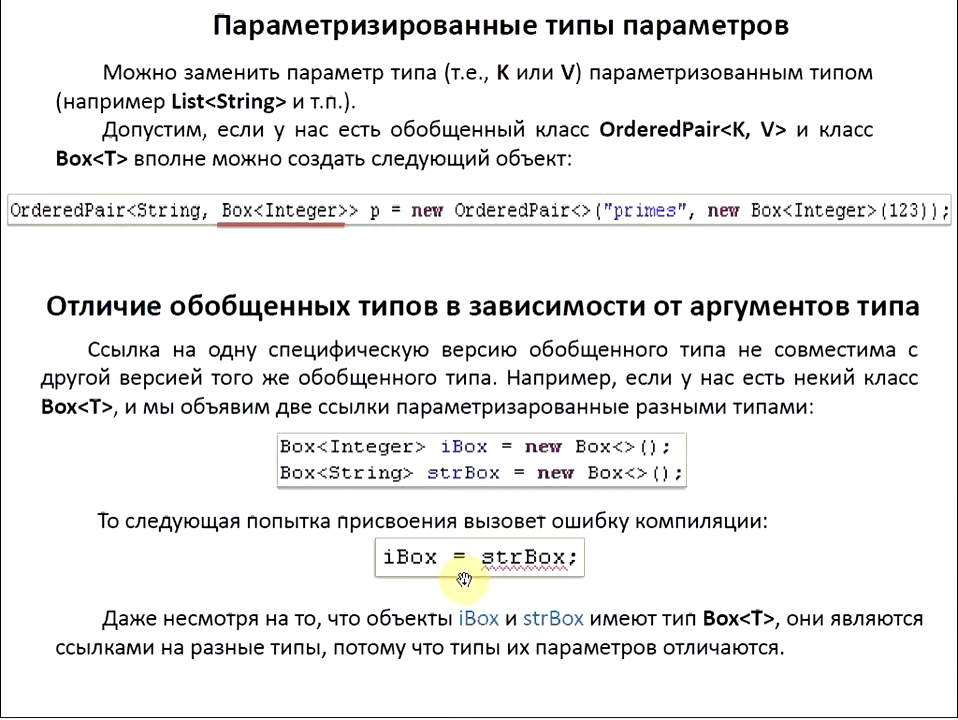 Параметризированные типы параметров
Можно заменить параметр типа (т.е., K или V) параметризованным типом
(например List<String> и т.п.).
Допустим, если у нас есть обобщенный класс OrderedPair<K, V> и класс
Box<T> вполне можно создать следующий объект:
OrderedPair<String, Box<Integer>> p = new OrderedPair<>("primes", new Box<Integer>(123));
Отличие обобщенных типов в зависимости от аргументов типа
Ссылка на одну специфическую версию обобщенного типа не совместима с
другой версией того же обобщенного типа. Например, если у нас есть некий класс
Box<T>, и мы объявим две ссылки параметризарованные разными типами:
Box<Integer> iBox = new Box<>();
Box<String> strBox = new Box<>();
То следующая попытка присвоения вызовет ошибку компиляции:
iBox = strBox;
Даже несмотря на то, что объекты iBox и strBox имеют тип Box<T>, они являются
ссылками на разные типы, потому что типы их параметров отличаются.